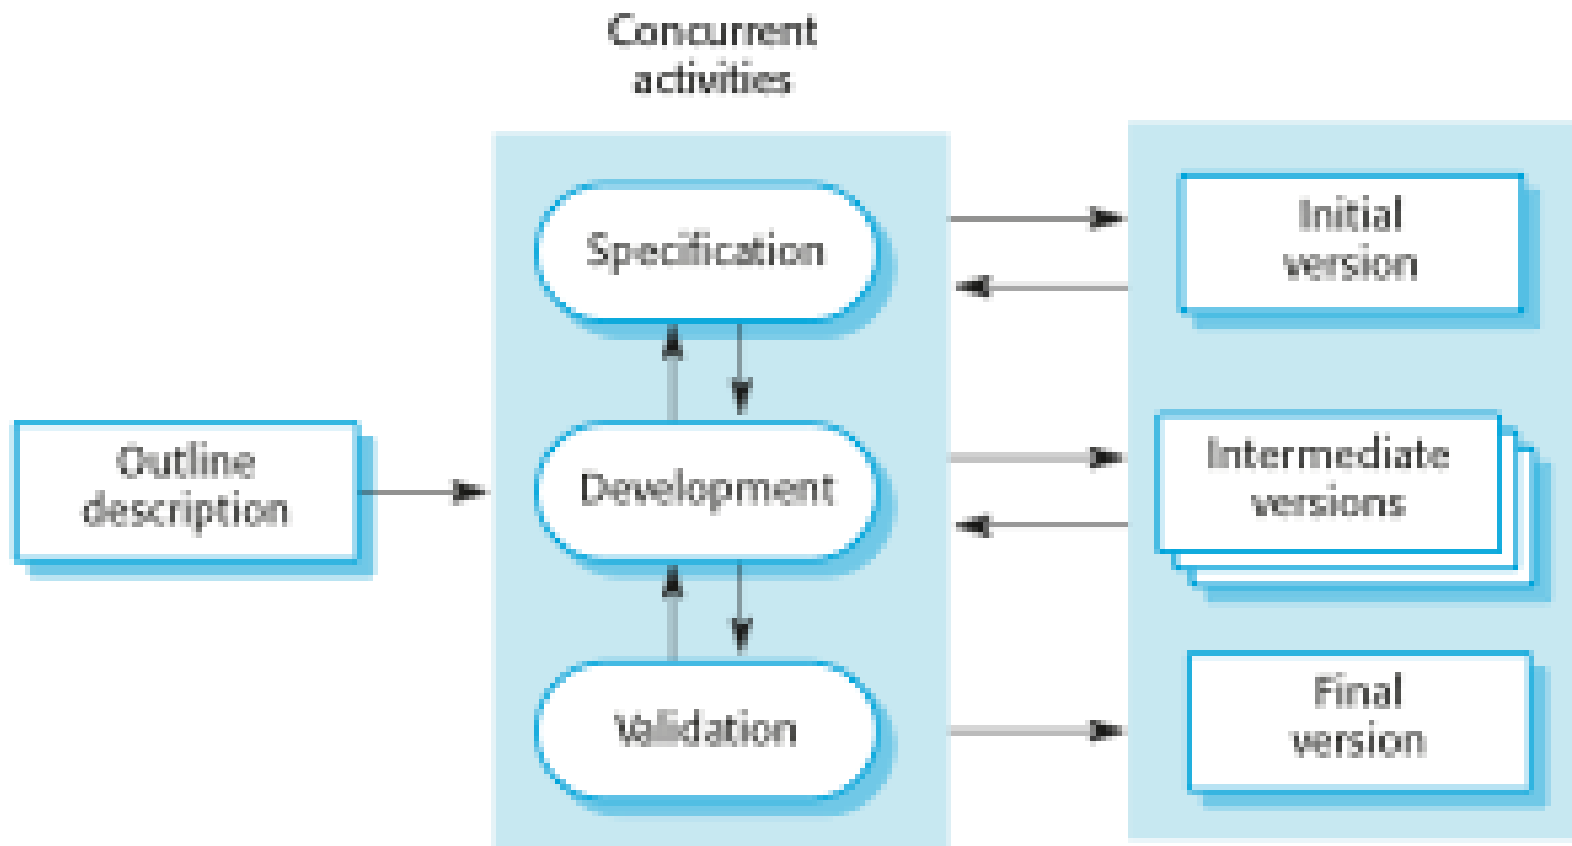 Concurrent
activities
Outline
description
Specification
Development
Validation
Initial
version
Intermediate
versions
Final
version